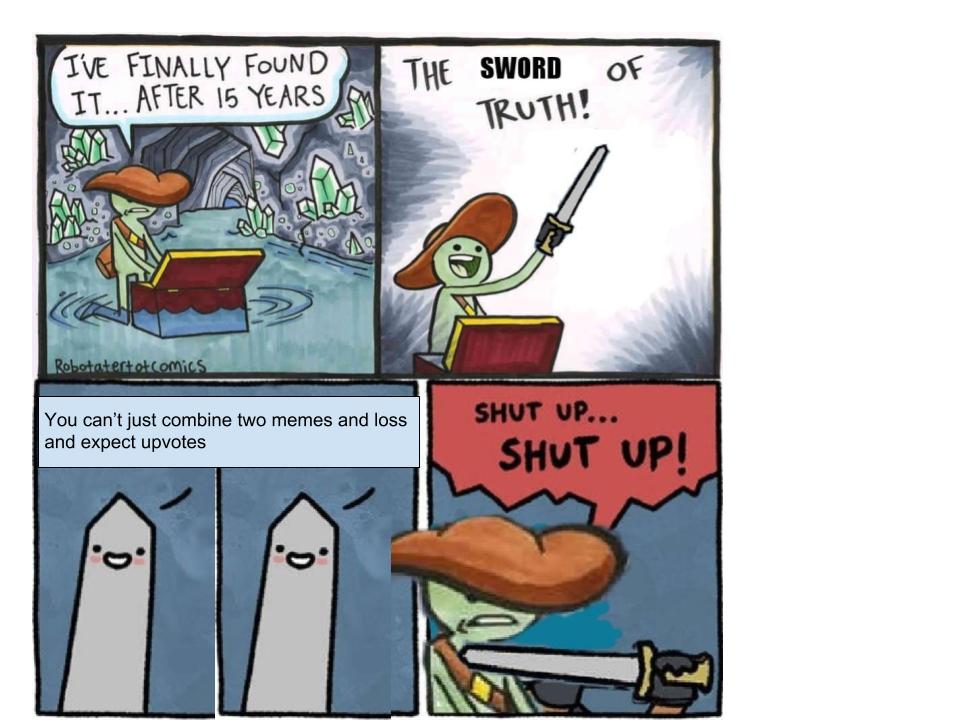 I'VE FINALLY FOUND
IT... AFTER 15 YEARS
THE SWORD OF
TRUTH!
Robotatertotcomics
You can't just combine two memes and loss
and expect upvotes
SHUT UP...
SHUT UP!